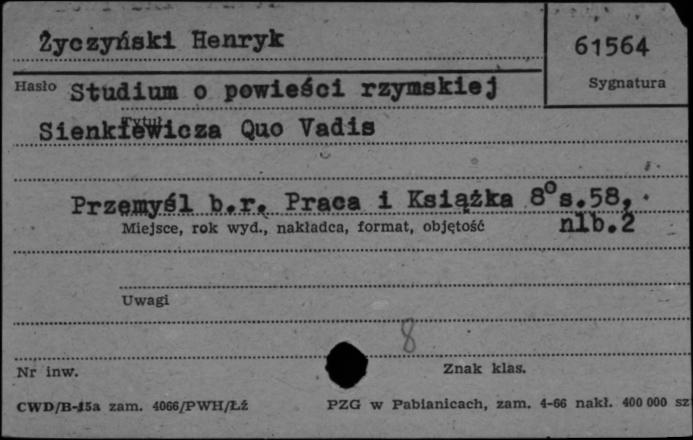 Życzyński Henryk
61564
Hasło
Sygnatura
Studium o powieści rzymskiej
Tytuł
Sienkiewicza Quo Vadis
Przemyśl b.r. Praca i Książka 8° s.58,
nlb.2
Miejsce, rok wyd., nakładca, format, objętość
Uwagi
8
Nr inw.
Znak klas.
CWD/B-15a zam. 4066/PWH/Łź
PZG w Pabianicach, zam. 4-66 nakł. 400 000 sz